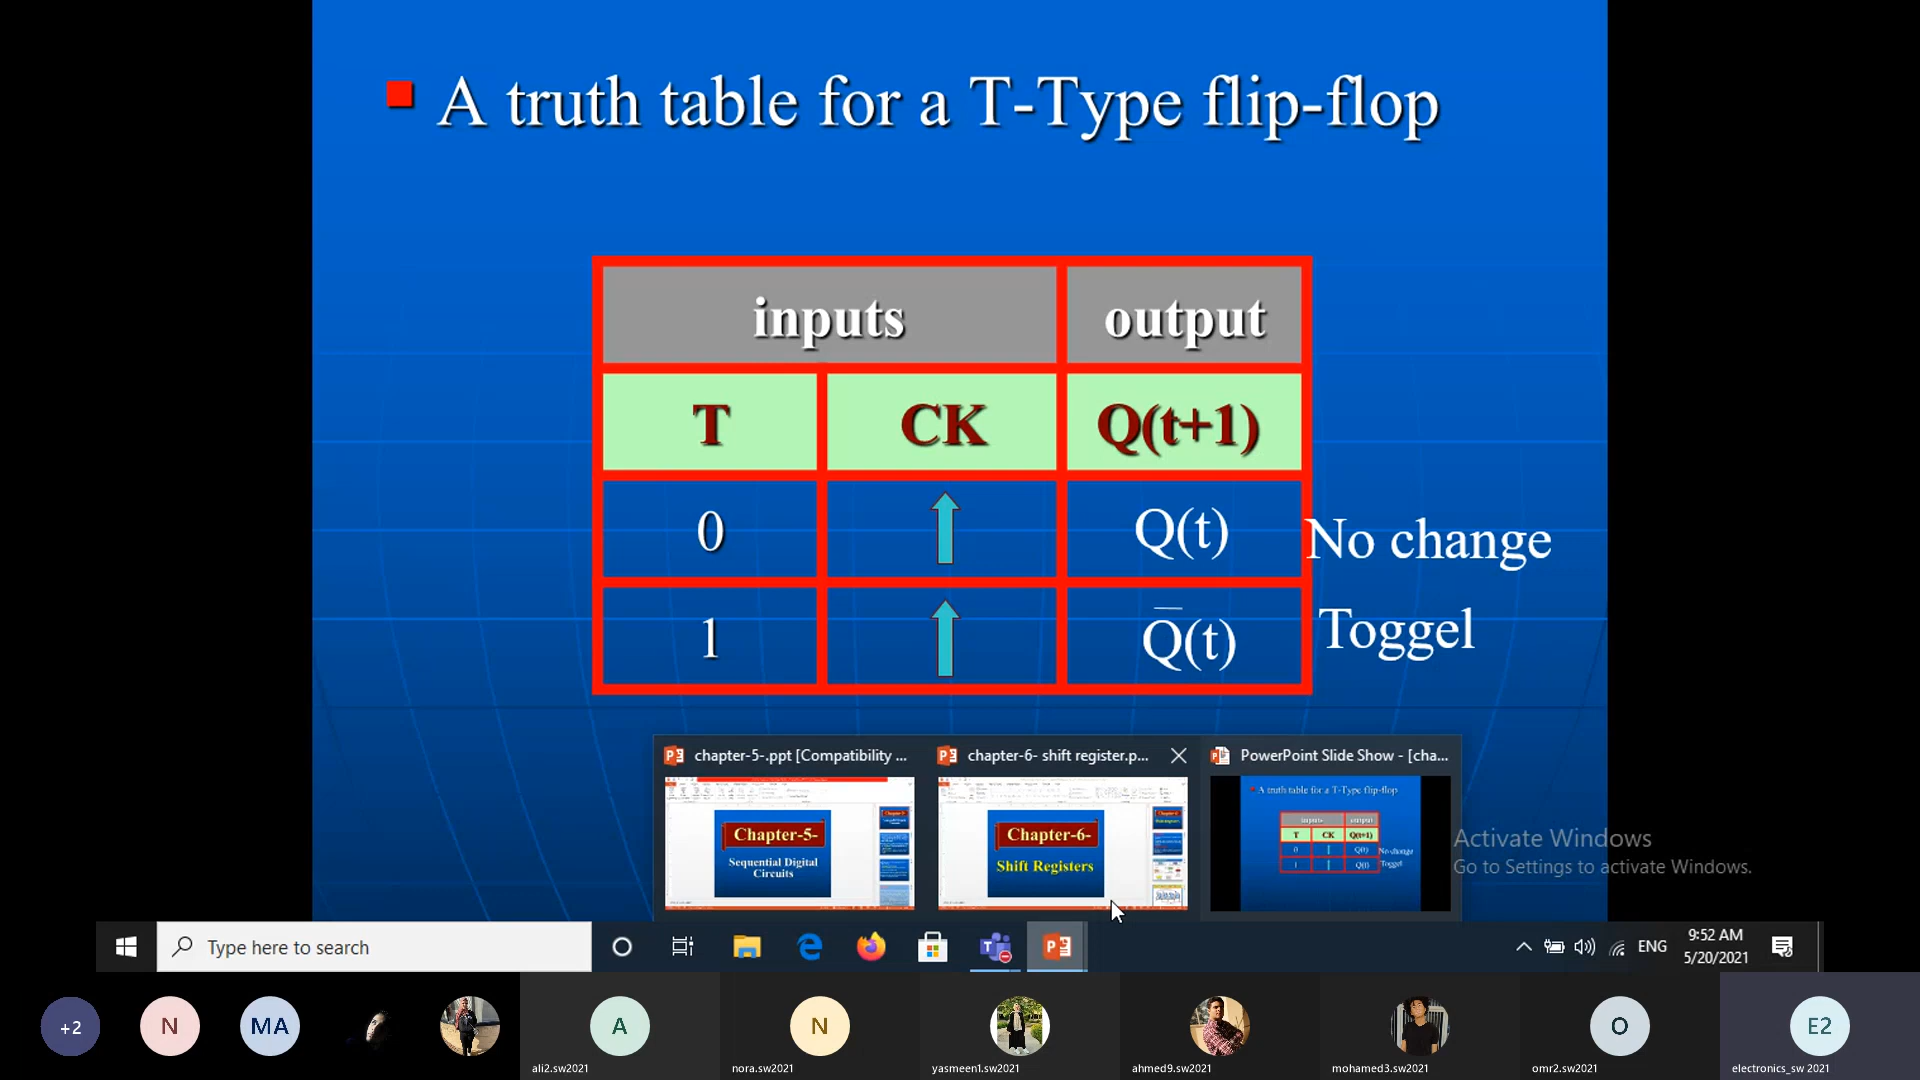 A truth table for a T-Type flip-flop
inputs output
T CK Q(t+1)
0 Q(t) No change
1 Q̅(t) Toggel
chapter-5-.ppt [Compatibility ...
chapter-6- shift register.p...
PowerPoint Slide Show - [cha...
Chapter-5-
Sequential Digital
Circuits
Chapter-6-
Shift Registers
A truth table for a T-Type flip-flop
inputs output
T CK Q(t+1)
0 Q(t) No change
1 Q(t) Toggel
Activate Windows
Go to Settings to activate Windows.
Type here to search
ENG
9:52 AM
5/20/2021
+2
N
MA
A
N
O
E2
ali2.sw2021
nora.sw2021
yasmeen1.sw2021
ahmed9.sw2021
mohamed3.sw2021
omr2.sw2021
electronics_sw 2021